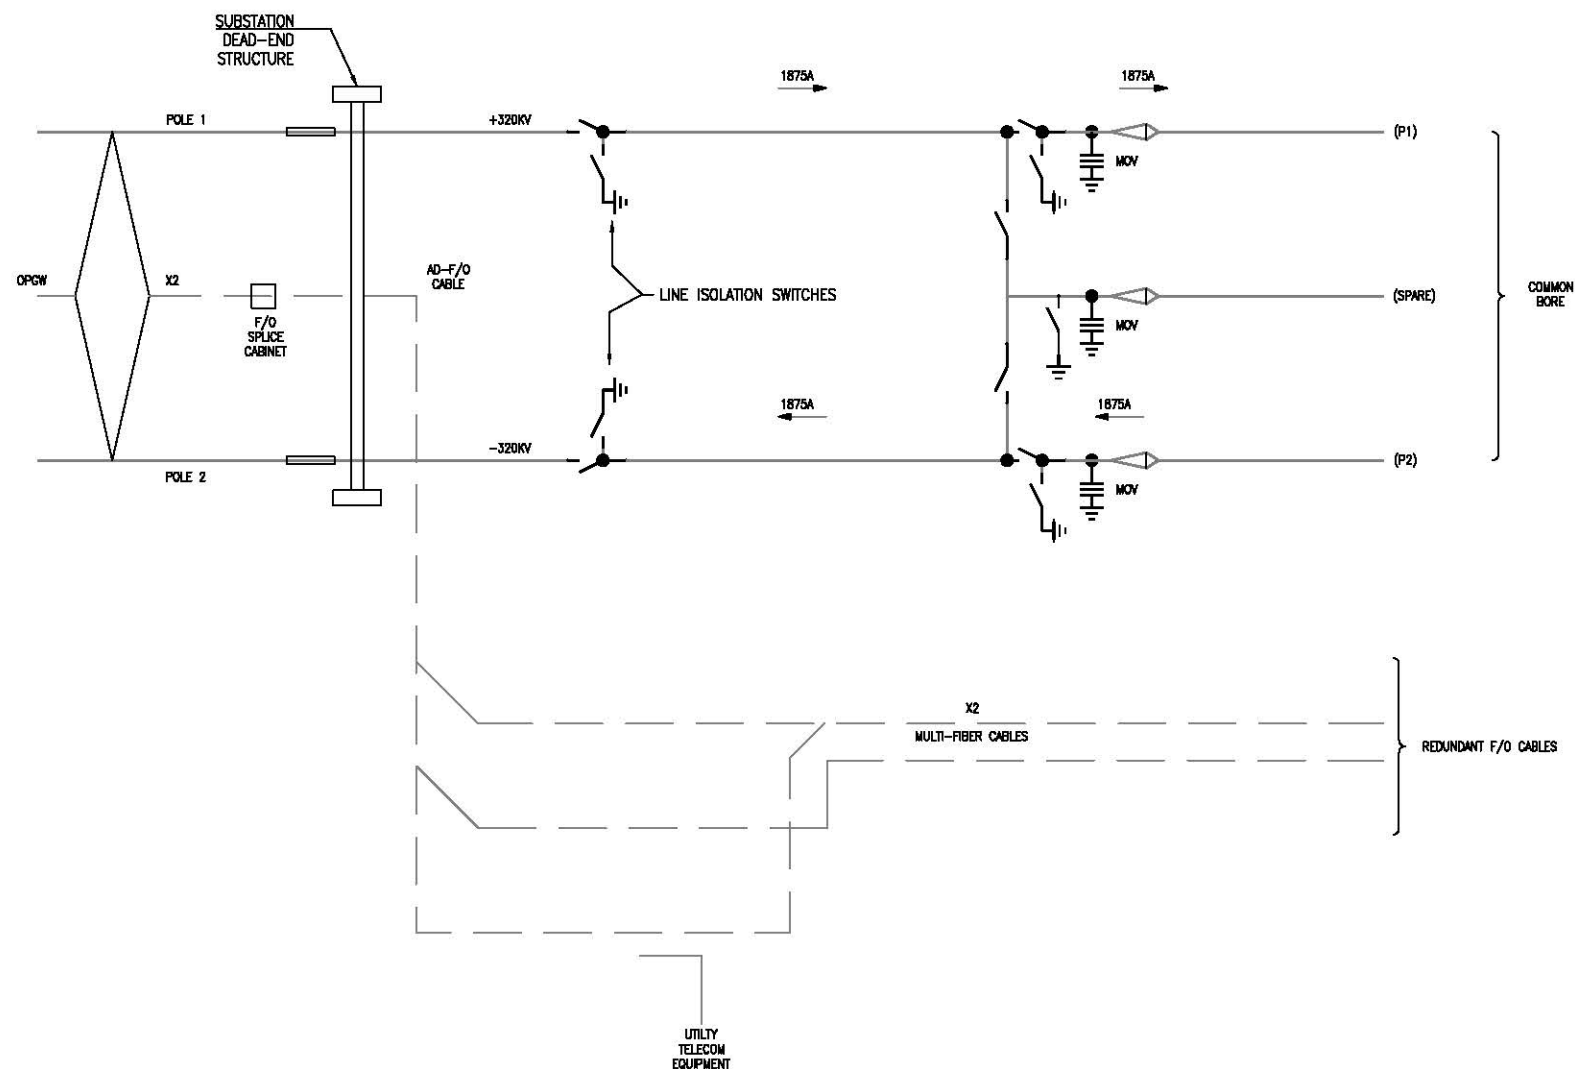 SUBSTATION
DEAD-END
STRUCTURE
1875A
1875A
POLE 1
+320KV
(P1)
MOV
OPGW
X2
AD-F/O
CABLE
LINE ISOLATION SWITCHES
(SPARE)
COMMON
BORE
F/O
SPLICE
CABINET
MOV
1875A
1875A
-320KV
(P2)
POLE 2
MOV
X2
MULTI-FIBER CABLES
REDUNDANT F/O CABLES
UTILTY
TELECOM
EQUIPMENT